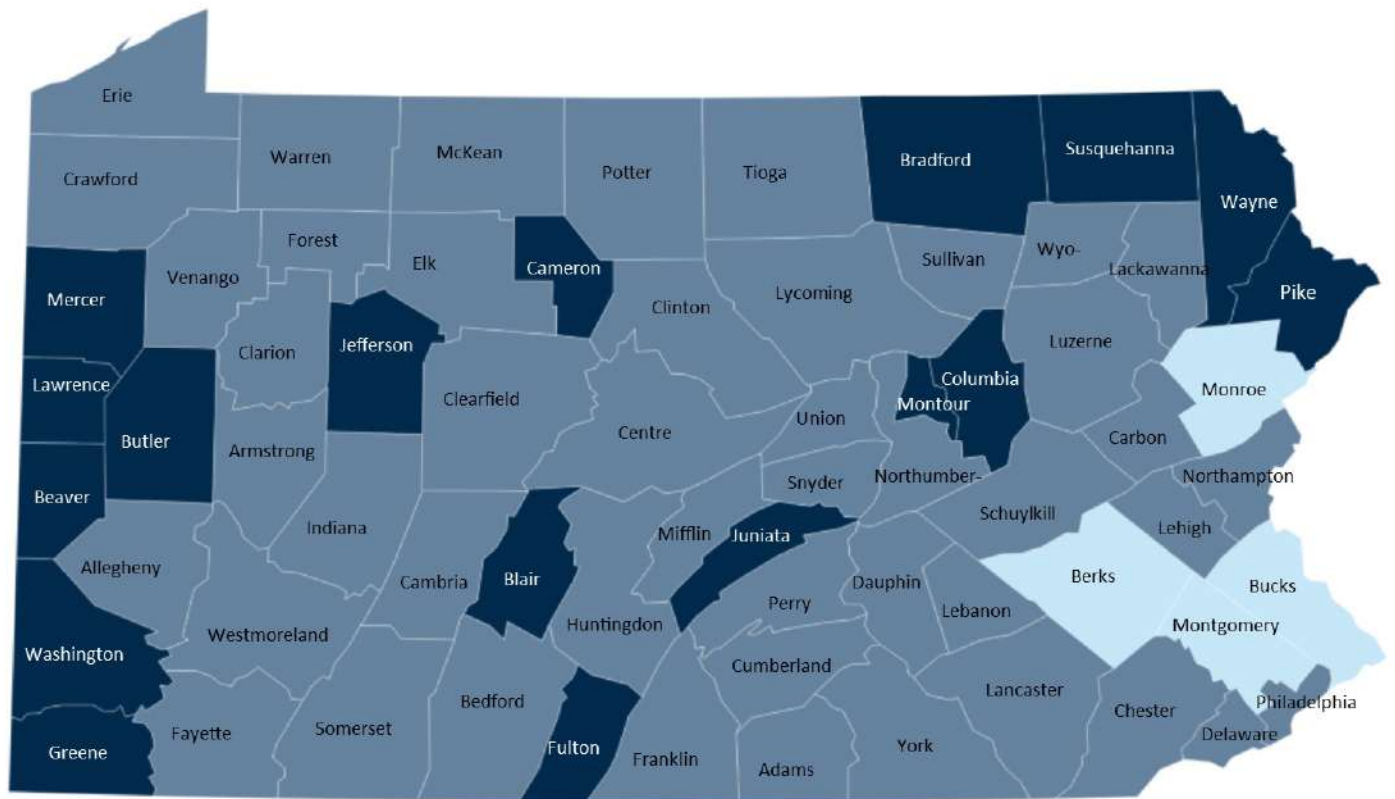 Erie
Warren
McKean
Potter
Tioga
Bradford
Susquehanna
Wayne
Crawford
Forest
Elk
Cameron
Sullivan
Wyo-
Lackawanna
Venango
Mercer
Clinton
Lycoming
Pike
Clarion
Jefferson
Luzerne
Columbia
Montour
Monroe
Lawrence
Clearfield
Union
Centre
Carbon
Butler
Armstrong
Snyder
Northumber-
Northampton
Beaver
Indiana
Mifflin
Juniata
Schuylkill
Lehigh
Allegheny
Cambria
Blair
Dauphin
Berks
Bucks
Huntingdon
Perry
Lebanon
Montgomery
Westmoreland
Washington
Cumberland
Lancaster
Bedford
Chester
Philadelphia
Greene
Fayette
Somerset
Fulton
Franklin
Adams
York
Delaware